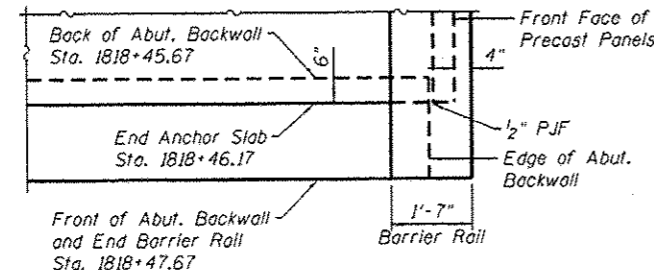 Back of Abut. Backwall
Sta. 1818+45.67
6"
Front Face of
Precast Panels
4"
End Anchor Slab
Sta. 1818+46.17
½" PJF
Edge of Abut.
Backwall
Front of Abut. Backwall
and End Barrier Rail
Sta. 1818+47.67
1'-7"
Barrier Rail